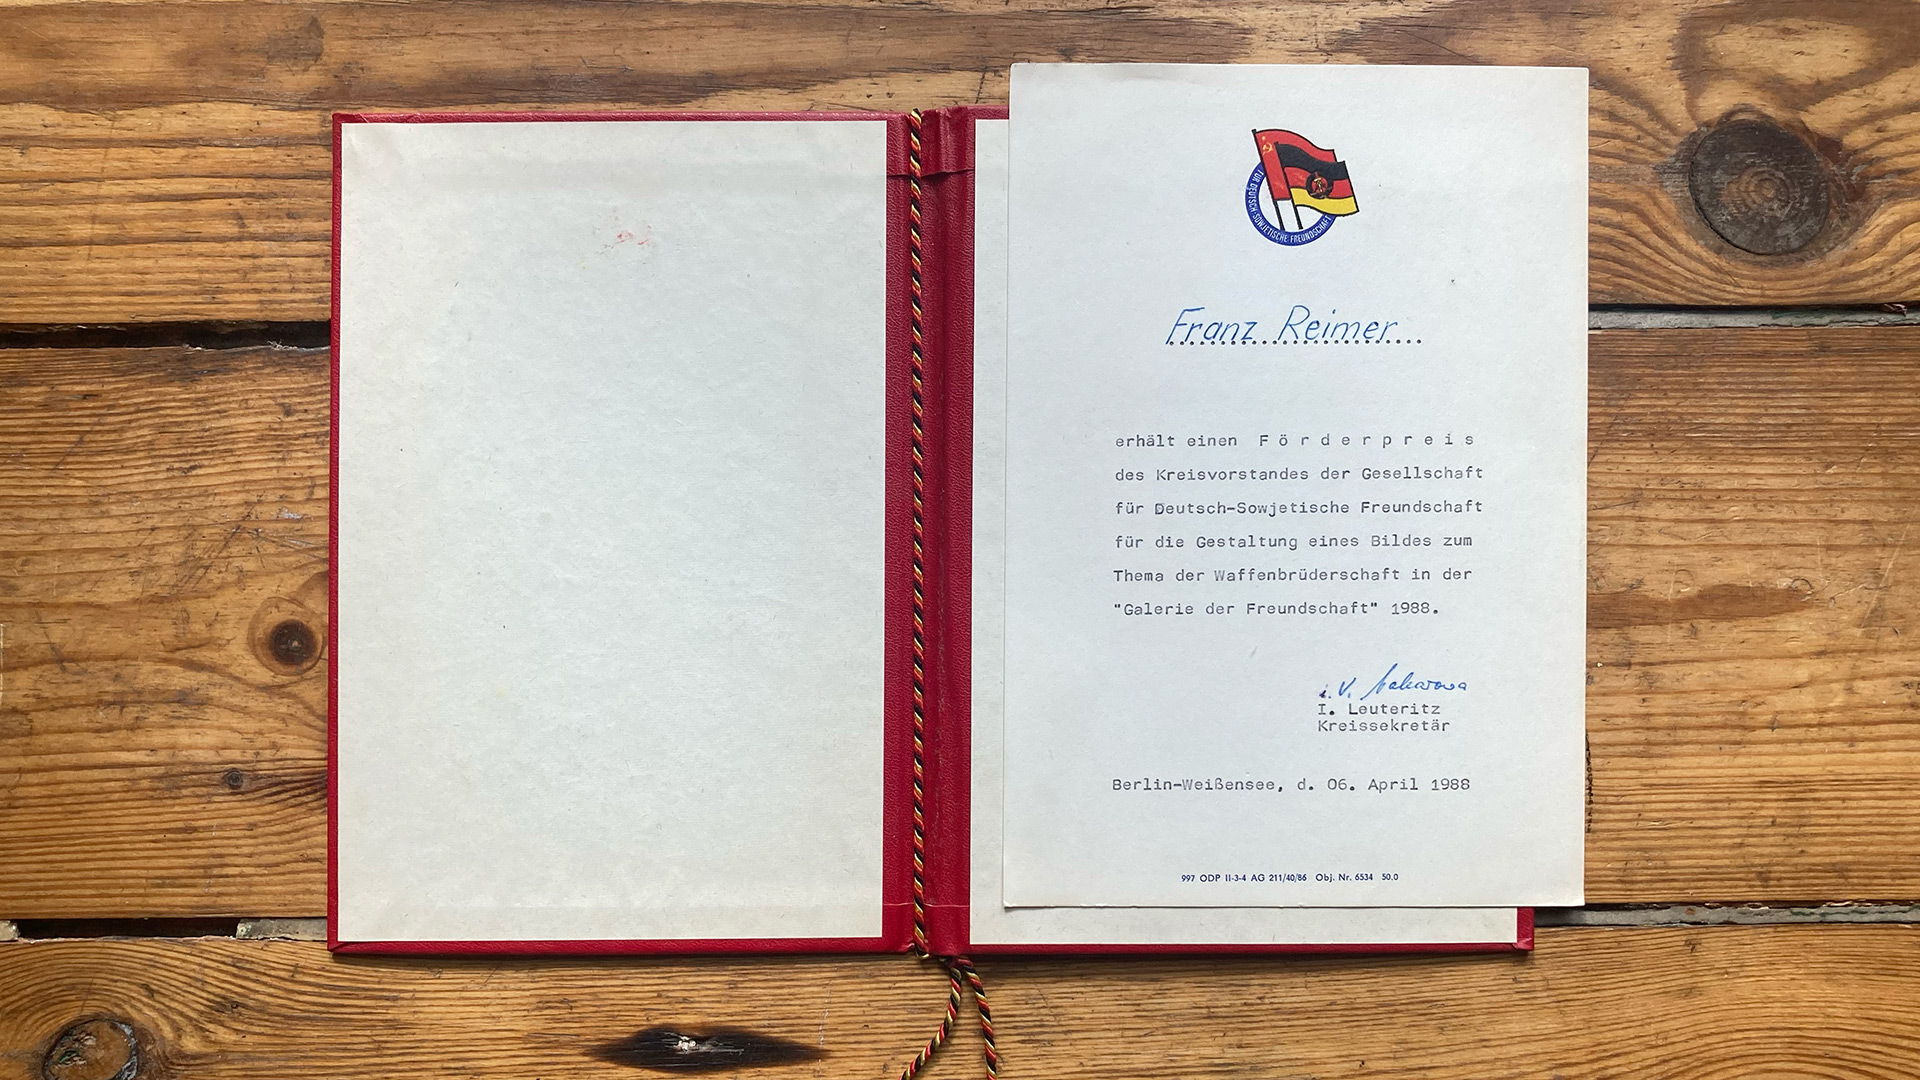 FÜR DEUTSCH-SOWJETISCHE FREUNDSCHAFT
Franz Reimer
erhält einen Förderpreis
des Kreisvorstandes der Gesellschaft
für Deutsch-Sowjetische Freundschaft
für die Gestaltung eines Bildes zum
Thema der Waffenbrüderschaft in der
"Galerie der Freundschaft" 1988.
i. V.
I. Leuteritz
Kreissekretär
Berlin-Weißensee, d. 06. April 1988
997 ODP II-3-4 AG 211/40/86 Obj. Nr. 6534 50.0